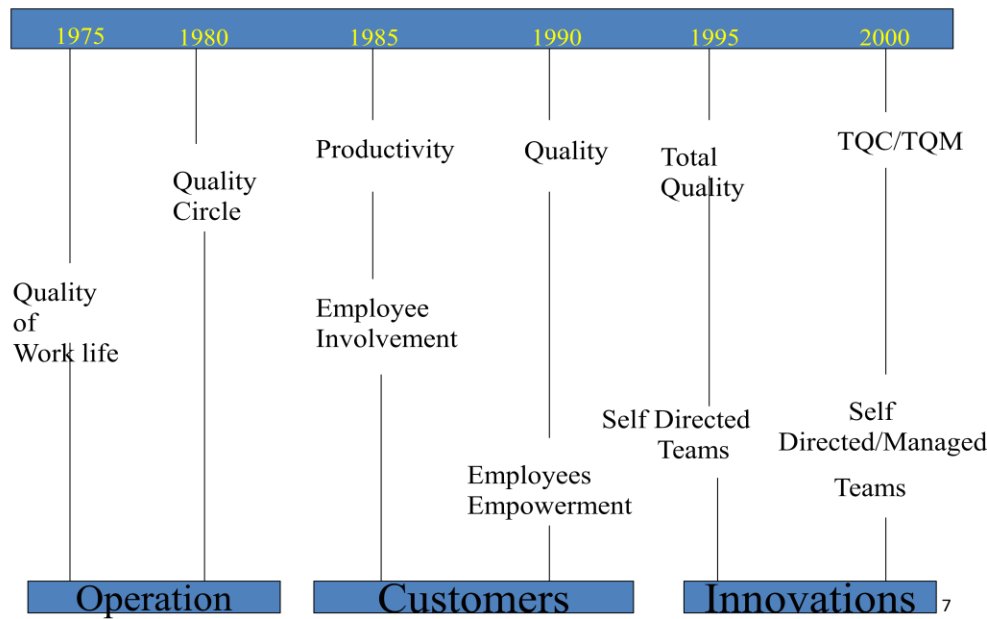 1975 1980 1985 1990 1995 2000
Quality
of
Work life
Quality
Circle
Productivity
Employee
Involvement
Quality
Employees
Empowerment
Total
Quality
Self Directed
Teams
TQC/TQM
Self
Directed/Managed
Teams
Operation Customers Innovations
7